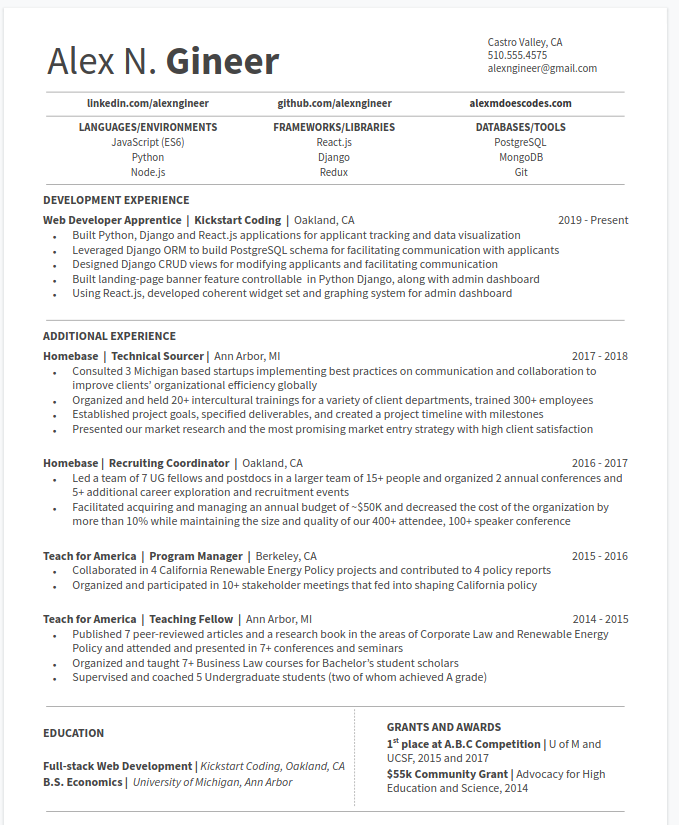 Alex N. Gineer
Castro Valley, CA
510.555.4575
alexngineer@gmail.com
linkedin.com/alexngineer github.com/alexngineer alexmdoescodes.com
LANGUAGES/ENVIRONMENTS FRAMEWORKS/LIBRARIES DATABASES/TOOLS
JavaScript (ES6) React.js PostgreSQL
Python Django MongoDB
Node.js Redux Git
DEVELOPMENT EXPERIENCE
Web Developer Apprentice | Kickstart Coding | Oakland, CA 2019 - Present
• Built Python, Django and React.js applications for applicant tracking and data visualization
• Leveraged Django ORM to build PostgreSQL schema for facilitating communication with applicants
• Designed Django CRUD views for modifying applicants and facilitating communication
• Built landing-page banner feature controllable in Python Django, along with admin dashboard
• Using React.js, developed coherent widget set and graphing system for admin dashboard
ADDITIONAL EXPERIENCE
Homebase | Technical Sourcer | Ann Arbor, MI 2017 - 2018
• Consulted 3 Michigan based startups implementing best practices on communication and collaboration to
improve clients' organizational efficiency globally
• Organized and held 20+ intercultural trainings for a variety of client departments, trained 300+ employees
• Established project goals, specified deliverables, and created a project timeline with milestones
• Presented our market research and the most promising market entry strategy with high client satisfaction
Homebase | Recruiting Coordinator | Oakland, CA 2016 - 2017
• Led a team of 7 UG fellows and postdocs in a larger team of 15+ people and organized 2 annual conferences and
5+ additional career exploration and recruitment events
• Facilitated acquiring and managing an annual budget of ~$50K and decreased the cost of the organization by
more than 10% while maintaining the size and quality of our 400+ attendee, 100+ speaker conference
Teach for America | Program Manager | Berkeley, CA 2015 - 2016
• Collaborated in 4 California Renewable Energy Policy projects and contributed to 4 policy reports
• Organized and participated in 10+ stakeholder meetings that fed into shaping California policy
Teach for America | Teaching Fellow | Ann Arbor, MI 2014 - 2015
• Published 7 peer-reviewed articles and a research book in the areas of Corporate Law and Renewable Energy
Policy and attended and presented in 7+ conferences and seminars
• Organized and taught 7+ Business Law courses for Bachelor's student scholars
• Supervised and coached 5 Undergraduate students (two of whom achieved A grade)
EDUCATION
Full-stack Web Development | Kickstart Coding, Oakland, CA
B.S. Economics | University of Michigan, Ann Arbor
GRANTS AND AWARDS
1st place at A.B.C Competition | U of M and
UCSF, 2015 and 2017
$55k Community Grant | Advocacy for High
Education and Science, 2014